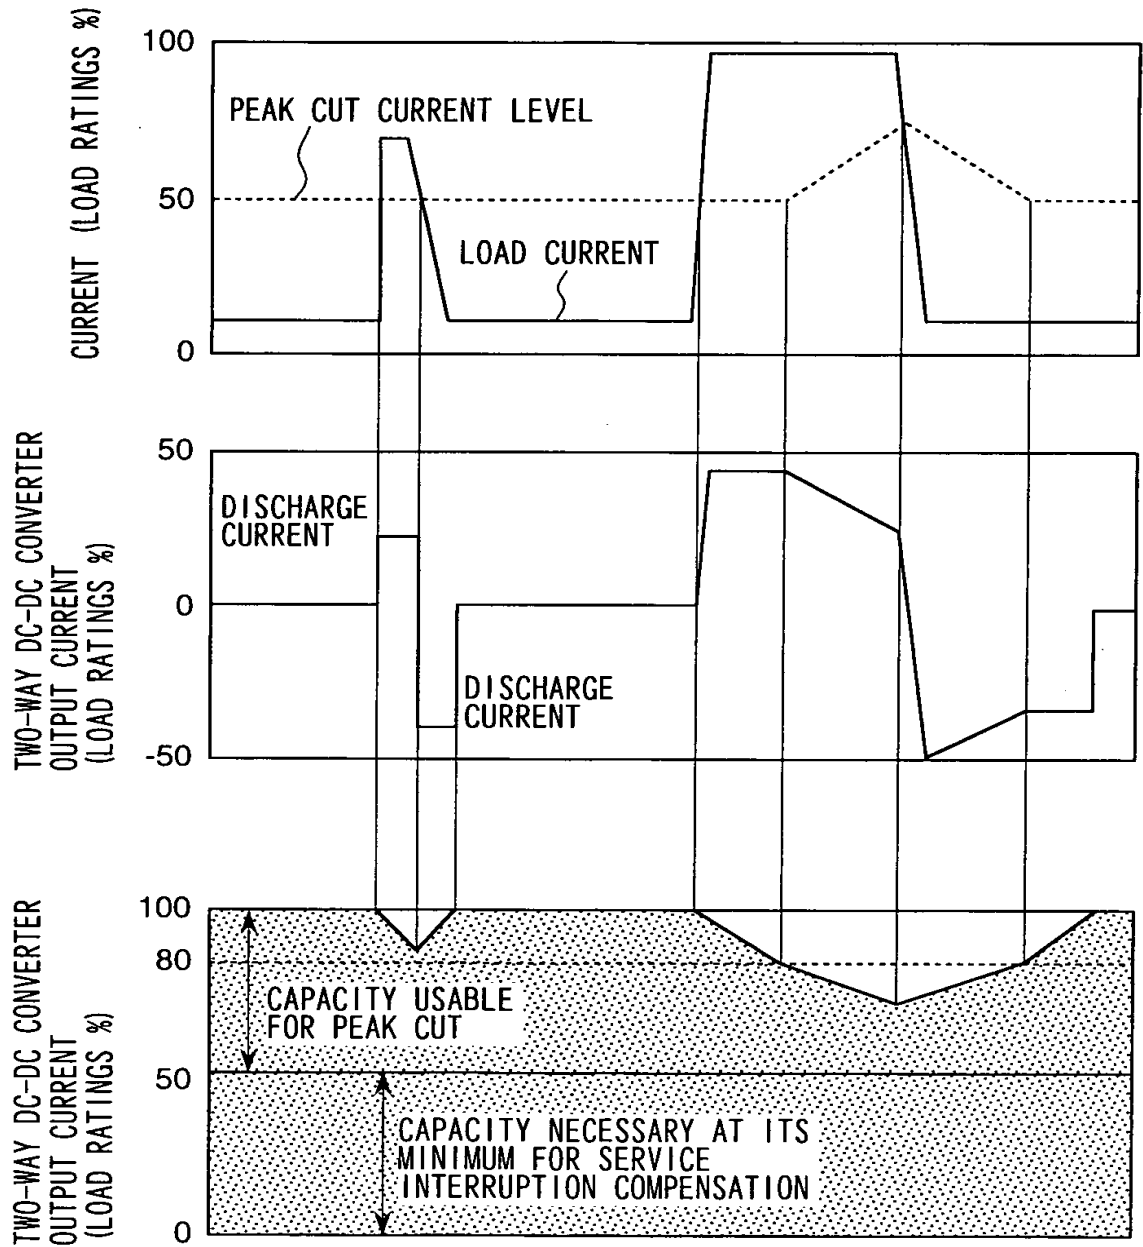 CURRENT (LOAD RATINGS %)
100
50
0
PEAK CUT CURRENT LEVEL
LOAD CURRENT
TWO-WAY DC-DC CONVERTER
OUTPUT CURRENT
(LOAD RATINGS %)
50
0
-50
DISCHARGE
CURRENT
DISCHARGE
CURRENT
TWO-WAY DC-DC CONVERTER
OUTPUT CURRENT
(LOAD RATINGS %)
100
80
50
0
CAPACITY USABLE
FOR PEAK CUT
CAPACITY NECESSARY AT ITS
MINIMUM FOR SERVICE
INTERRUPTION COMPENSATION